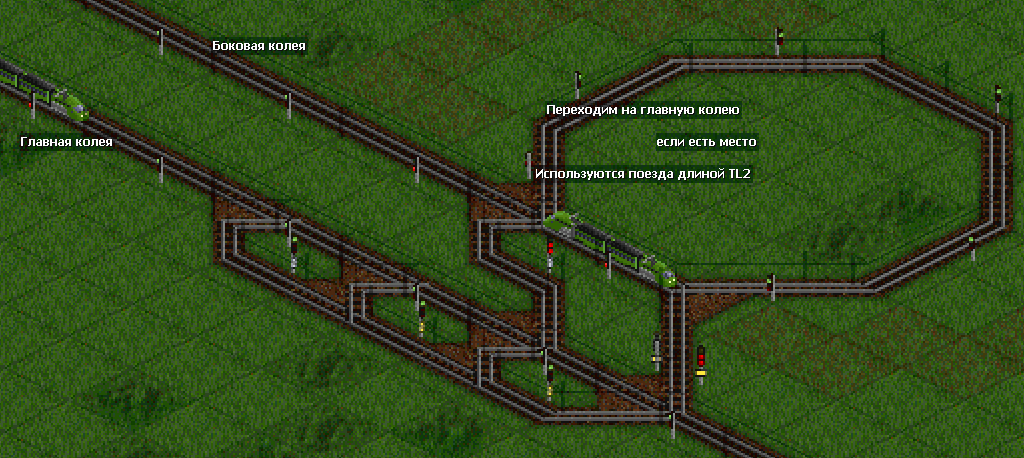 Боковая колея
Переходим на главную колею
Главная колея
если есть место
Используются поезда длиной TL2